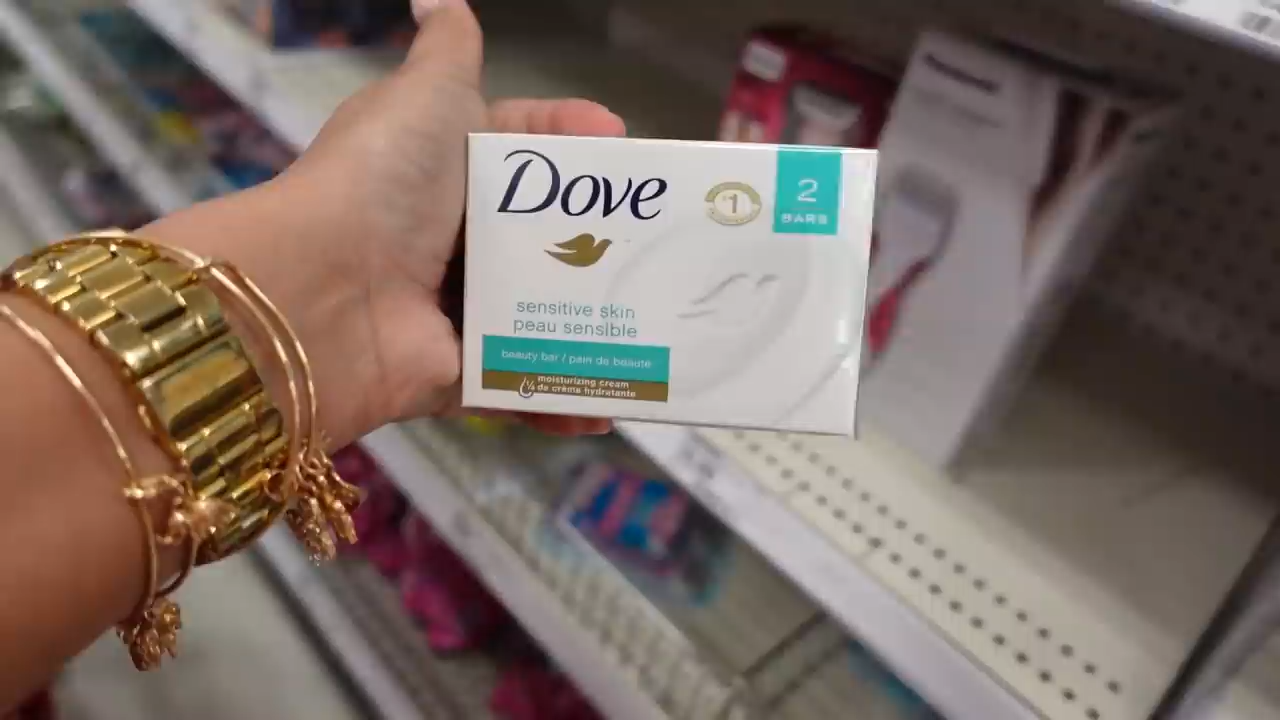 Dove
#1
2
BARS
sensitive skin
peau sensible
beauty bar / pain de beauté
¼ moisturizing cream
de crème hydratante